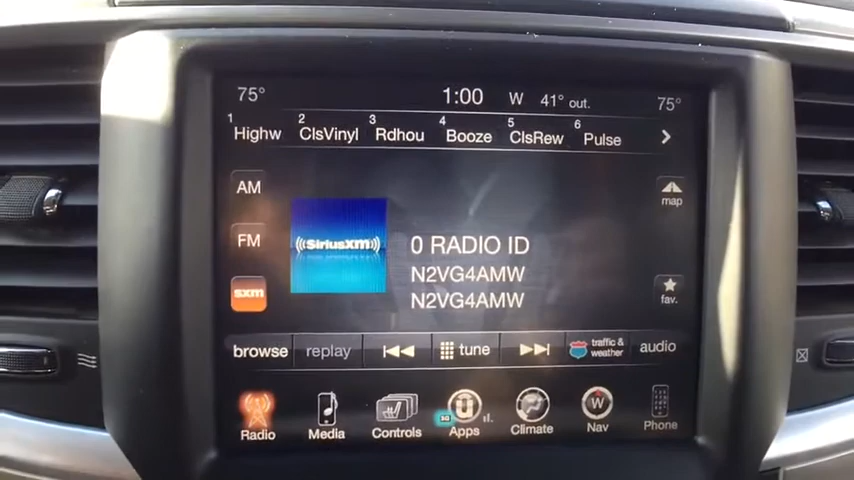 75° 1:00 W 41° out. 75°
1 Highw 2 ClsVinyl 3 Rdhou 4 Booze 5 ClsRew 6 Pulse
AM
map
FM
((SiriusXM))
0 RADIO ID
N2VG4AMW
sxm
N2VG4AMW
fav.
browse replay tune traffic & weather audio
Radio Media Controls 3G Apps Climate W Nav Phone